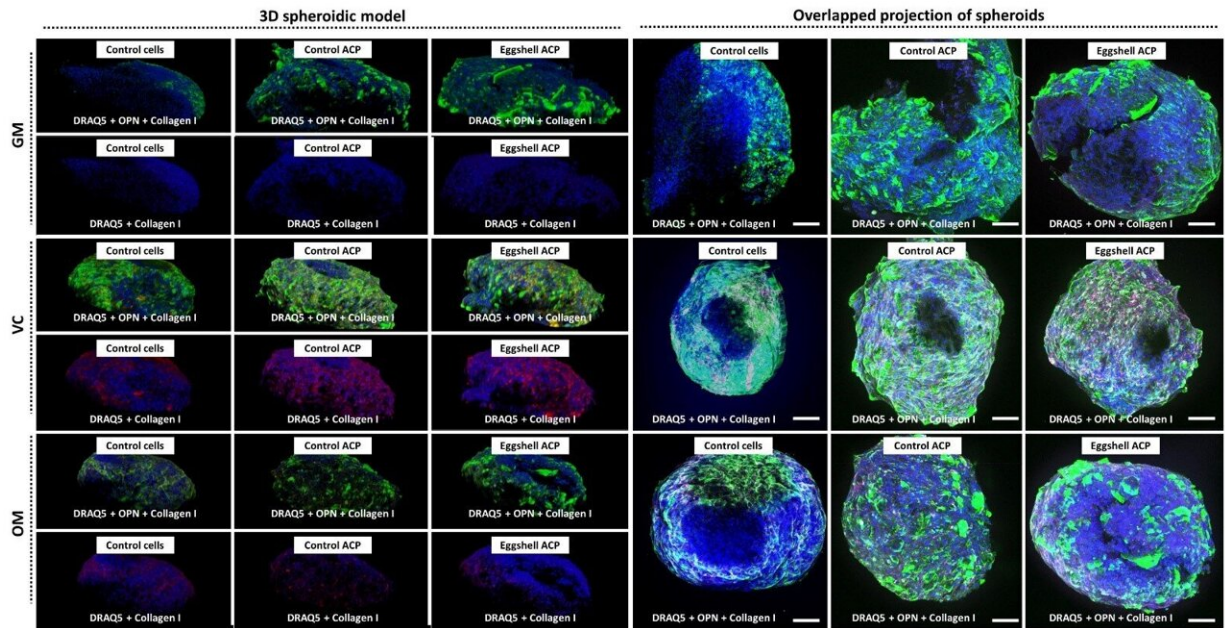 3D spheroidic model
Overlapped projection of spheroids
GM
Control cells
Control ACP
Eggshell ACP
DRAQ5 + OPN + Collagen I
DRAQ5 + OPN + Collagen I
DRAQ5 + OPN + Collagen I
Control cells
Control ACP
Eggshell ACP
DRAQ5 + Collagen I
DRAQ5 + Collagen I
DRAQ5 + Collagen I
Control cells
Control ACP
Eggshell ACP
DRAQ5 + OPN + Collagen I
DRAQ5 + OPN + Collagen I
DRAQ5 + OPN + Collagen I
VC
Control cells
Control ACP
Eggshell ACP
DRAQ5 + OPN + Collagen I
DRAQ5 + OPN + Collagen I
DRAQ5 + OPN + Collagen I
Control cells
Control ACP
Eggshell ACP
DRAQ5 + Collagen I
DRAQ5 + Collagen I
DRAQ5 + Collagen I
Control cells
Control ACP
Eggshell ACP
DRAQ5 + OPN + Collagen I
DRAQ5 + OPN + Collagen I
DRAQ5 + OPN + Collagen I
OM
Control cells
Control ACP
Eggshell ACP
DRAQ5 + OPN + Collagen I
DRAQ5 + OPN + Collagen I
DRAQ5 + OPN + Collagen I
Control cells
Control ACP
Eggshell ACP
DRAQ5 + Collagen I
DRAQ5 + Collagen I
DRAQ5 + Collagen I
Control cells
Control ACP
Eggshell ACP
DRAQ5 + OPN + Collagen I
DRAQ5 + OPN + Collagen I
DRAQ5 + OPN + Collagen I